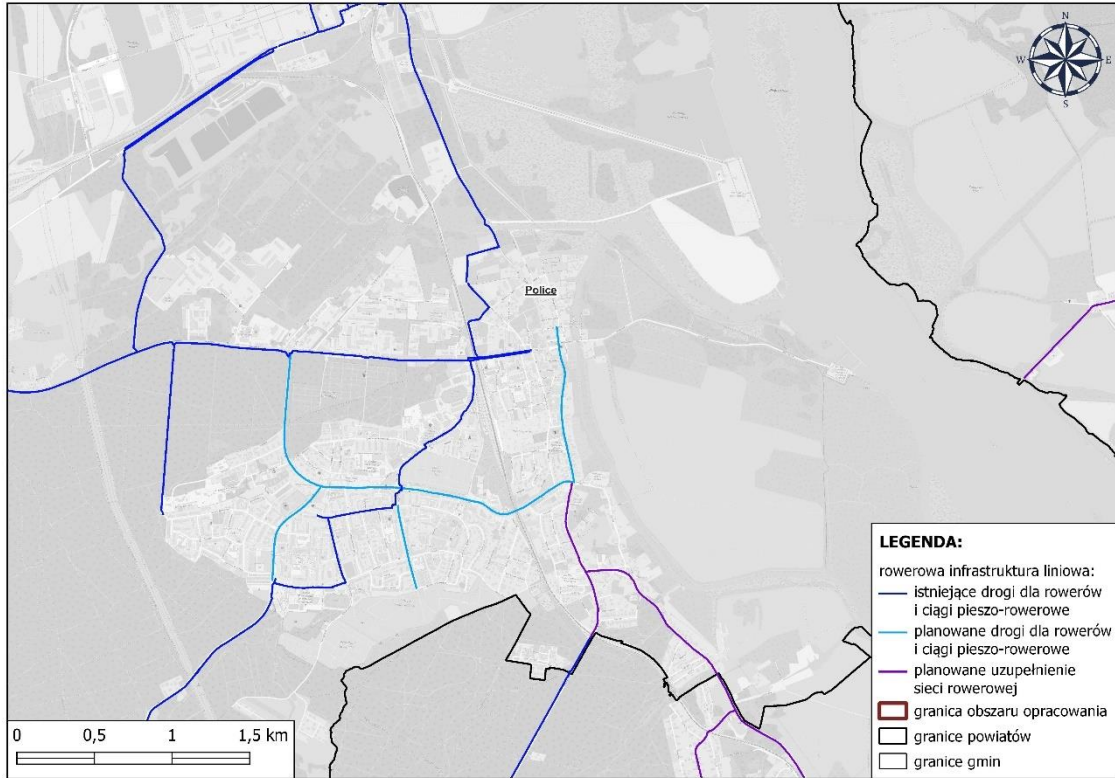 N
W
E
S
Police
LEGENDA:
rowerowa infrastruktura liniowa:
istniejące drogi dla rowerów
i ciągi pieszo-rowerowe
planowane drogi dla rowerów
i ciągi pieszo-rowerowe
planowane uzupełnienie
sieci rowerowej
granica obszaru opracowania
granice powiatów
granice gmin
0
0,5
1
1,5 km